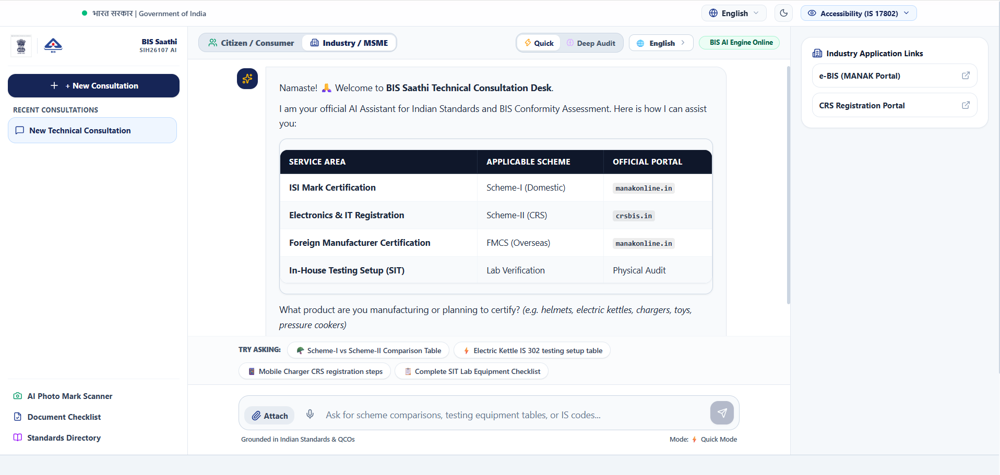 भारत सरकार | Government of India
English
Accessibility (IS 17802)
BIS
BIS Saathi
SIH26107 AI
+ New Consultation
RECENT CONSULTATIONS
New Technical Consultation
AI Photo Mark Scanner
Document Checklist
Standards Directory
Citizen / Consumer
Industry / MSME
Quick
Deep Audit
English
BIS AI Engine Online
Namaste! 🙏 Welcome to BIS Saathi Technical Consultation Desk.
I am your official AI Assistant for Indian Standards and BIS Conformity Assessment. Here is how I can assist
you:
SERVICE AREA APPLICABLE SCHEME OFFICIAL PORTAL
ISI Mark Certification Scheme-I (Domestic) manakonline.in
Electronics & IT Registration Scheme-II (CRS) crsbis.in
Foreign Manufacturer Certification FMCS (Overseas) manakonline.in
In-House Testing Setup (SIT) Lab Verification Physical Audit
What product are you manufacturing or planning to certify? (e.g. helmets, electric kettles, chargers, toys,
pressure cookers)
TRY ASKING:
Scheme-I vs Scheme-II Comparison Table
Electric Kettle IS 302 testing setup table
Mobile Charger CRS registration steps
Complete SIT Lab Equipment Checklist
Attach
Ask for scheme comparisons, testing equipment tables, or IS codes...
Grounded in Indian Standards & QCOs
Mode: ⚡ Quick Mode
Industry Application Links
e-BIS (MANAK Portal)
CRS Registration Portal